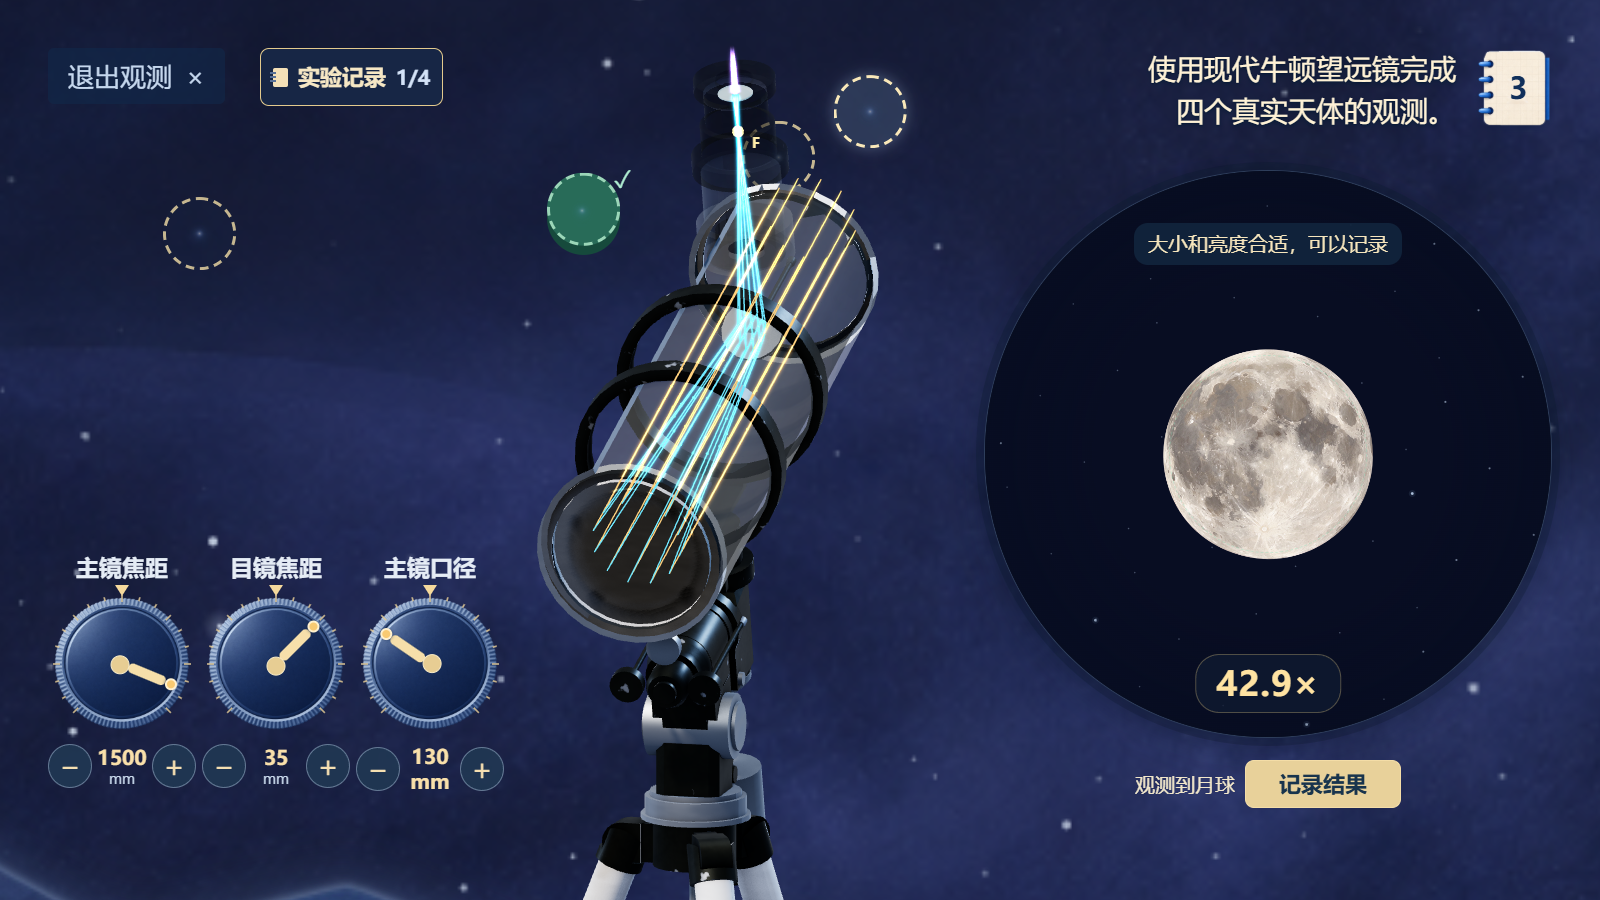 退出观测 ×
实验记录 1/4
使用现代牛顿望远镜完成
四个真实天体的观测。
3
F
大小和亮度合适，可以记录
42.9×
观测到月球
记录结果
主镜焦距
目镜焦距
主镜口径
− 1500 mm +
− 35 mm +
− 130 mm +